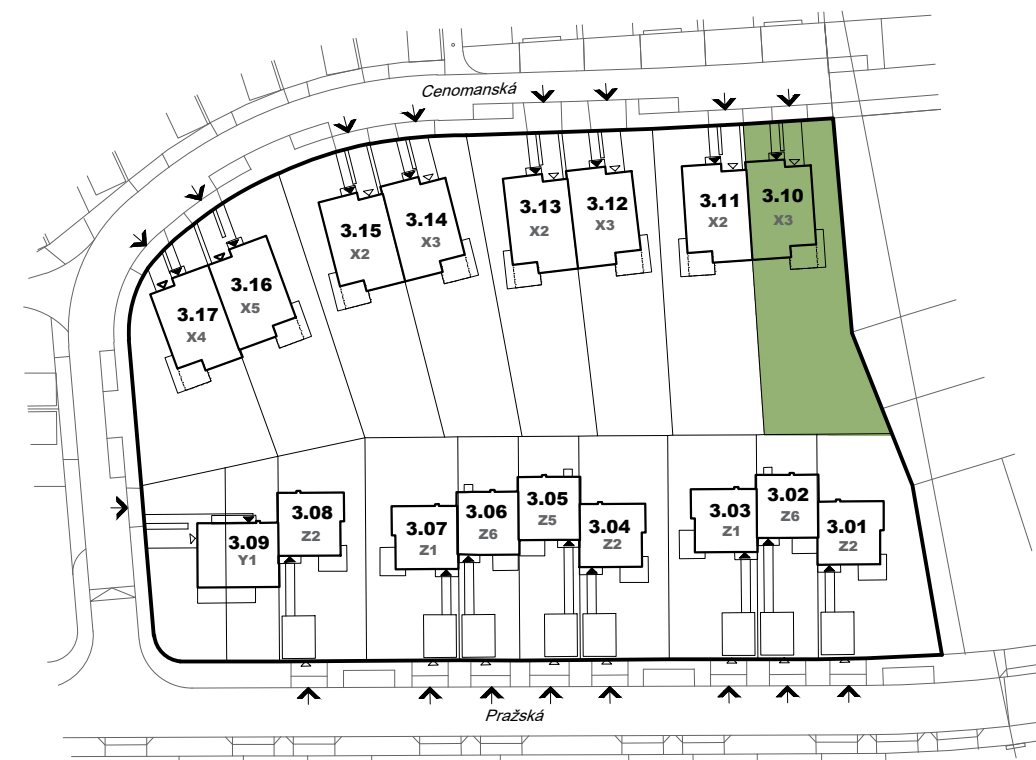 Cenomanská
3.17
X4
3.16
X5
3.15
X2
3.14
X3
3.13
X2
3.12
X3
3.11
X2
3.10
X3
3.09
Y1
3.08
Z2
3.07
Z1
3.06
Z6
3.05
Z5
3.04
Z2
3.03
Z1
3.02
Z6
3.01
Z2
Pražská